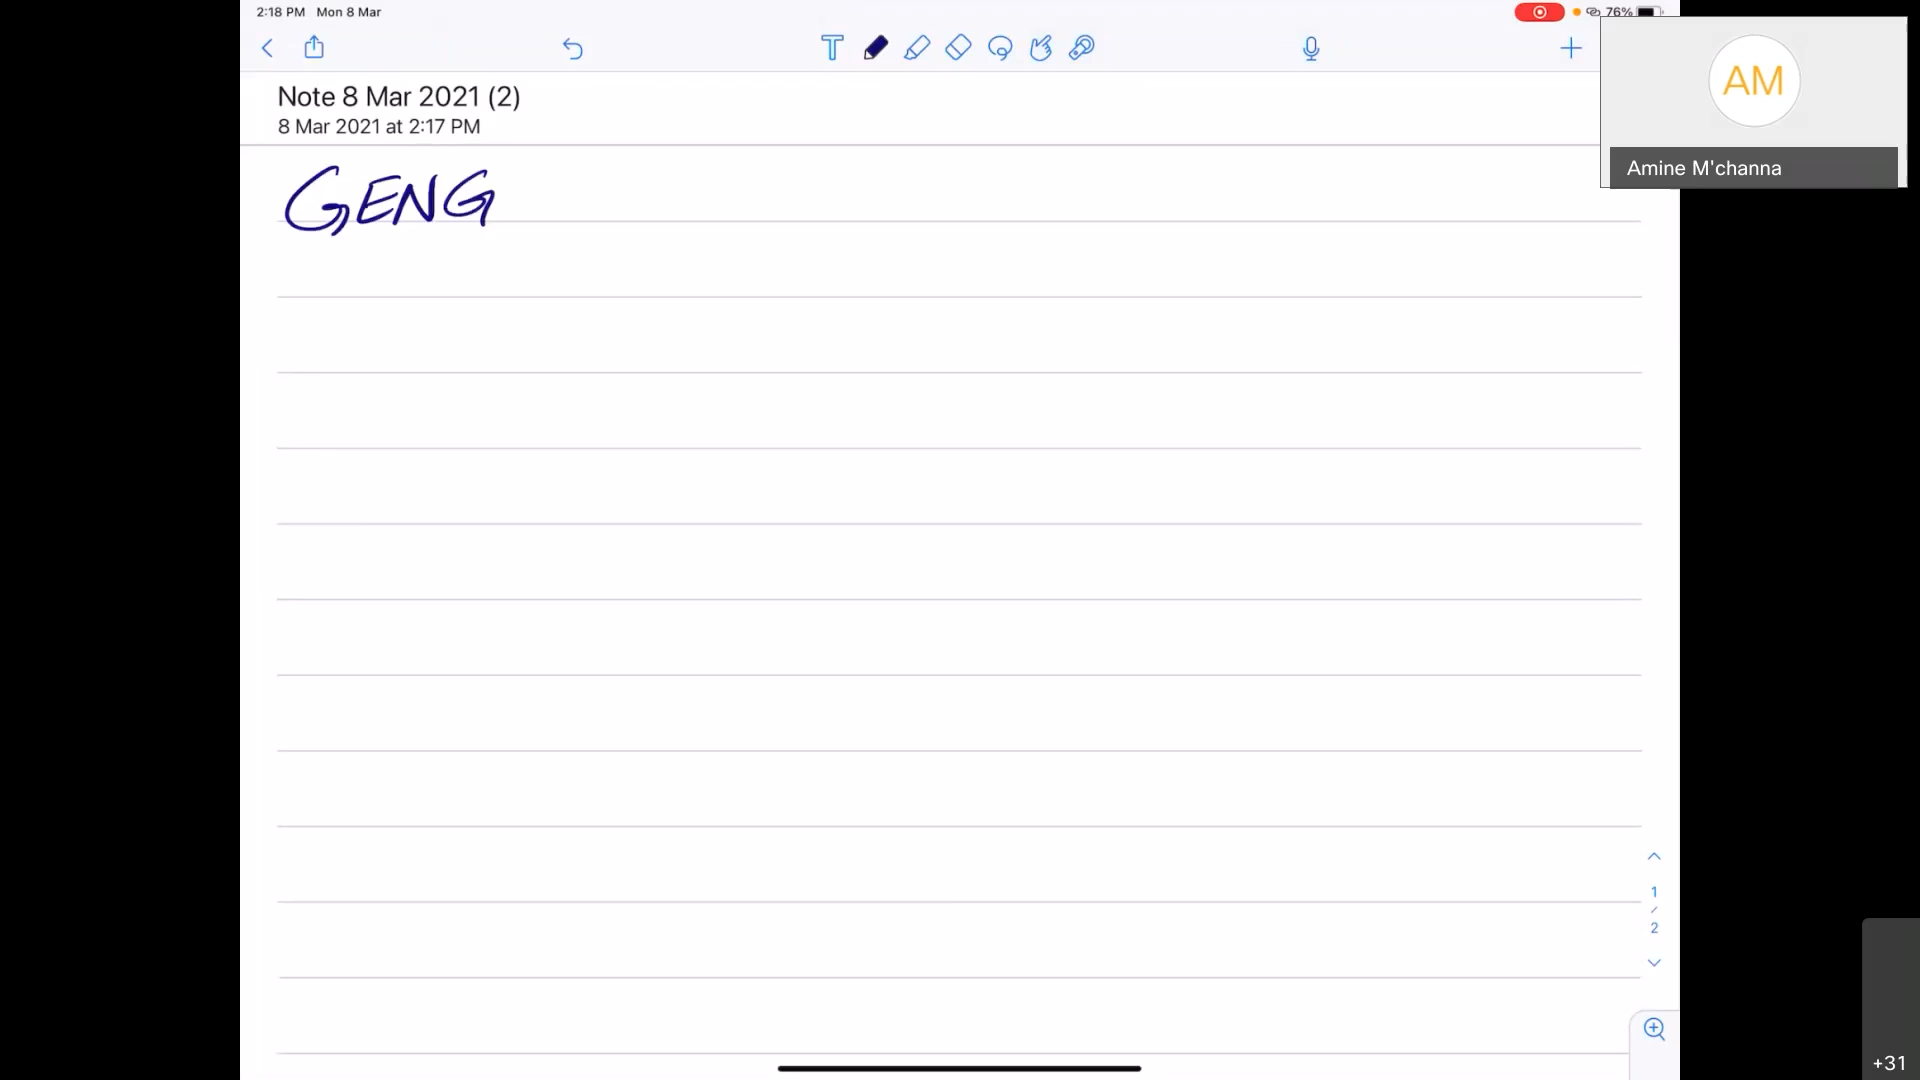 2:18 PM Mon 8 Mar
76%
Note 8 Mar 2021 (2)
8 Mar 2021 at 2:17 PM
GENG
AM
Amine M'channa
1
/
2
+31